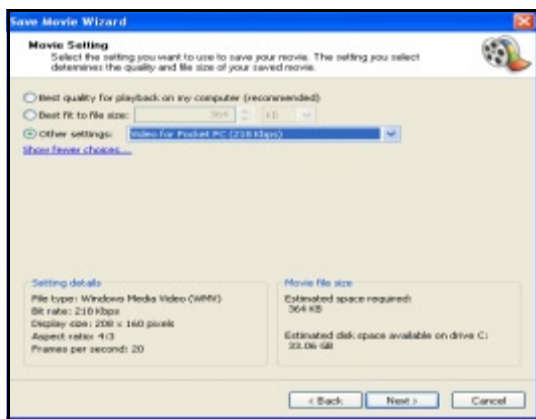 Save Movie Wizard
Movie Setting
Select the setting you want to use to save your movie. The setting you select
determines the quality and file size of your saved movie.
Best quality for playback on my computer (recommended)
Best fit to file size: 364 KB
Other settings: Video for Pocket PC (218 Kbps)
Show fewer choices...
Setting details
File type: Windows Media Video (WMV)
Bit rate: 218 Kbps
Display size: 208 x 160 pixels
Aspect ratio: 4:3
Frames per second: 20
Movie file size
Estimated space required:
364 KB
Estimated disk space available on drive C:
33.06 GB
< Back Next > Cancel